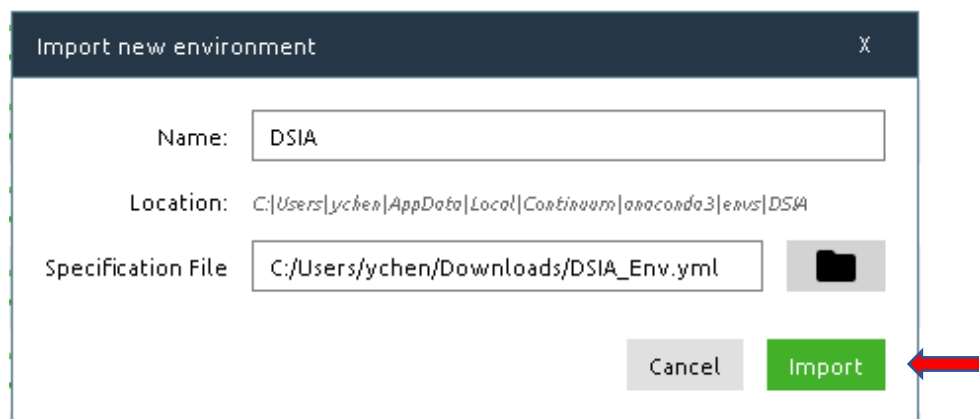 Import new environment X
Name: DSIA
Location: C:|Users|ychen|AppData|Local|Continuum|anaconda3|envs|DSIA
Specification File C:/Users/ychen/Downloads/DSIA_Env.yml
Cancel Import